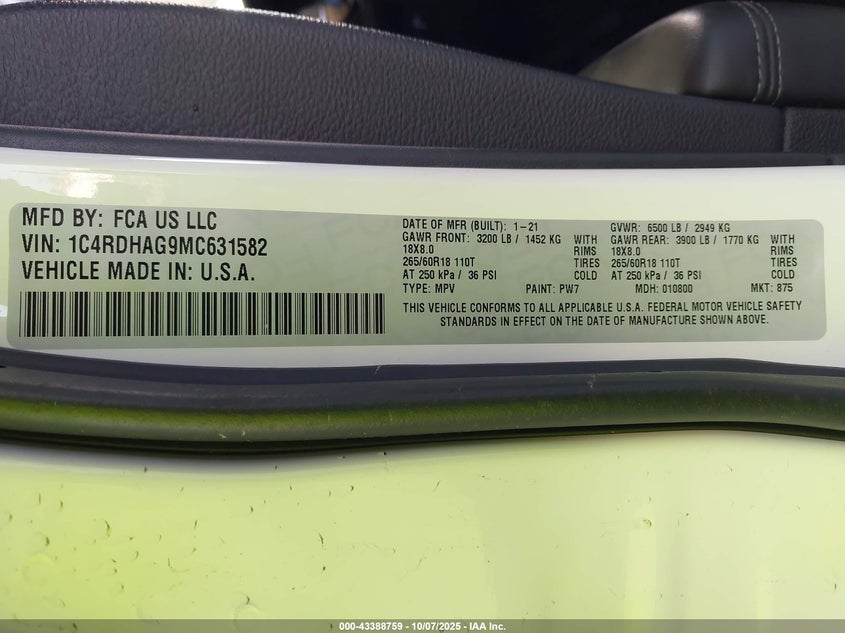 MFD BY: FCA US LLC
VIN: 1C4RDHAG9MC631582
VEHICLE MADE IN: U.S.A.
DATE OF MFR (BUILT): 1-21 GVWR: 6500 LB / 2949 KG
GAWR FRONT: 3200 LB / 1452 KG WITH GAWR REAR: 3900 LB / 1770 KG WITH
18X8.0 RIMS 18X8.0 RIMS
265/60R18 110T TIRES 265/60R18 110T TIRES
AT 250 kPa / 36 PSI COLD AT 250 kPa / 36 PSI COLD
TYPE: MPV PAINT: PW7 MDH: 010800 MKT: 875
THIS VEHICLE CONFORMS TO ALL APPLICABLE U.S.A. FEDERAL MOTOR VEHICLE SAFETY
STANDARDS IN EFFECT ON THE DATE OF MANUFACTURE SHOWN ABOVE.
000-43388759 - 10/07/2025 - IAA Inc.